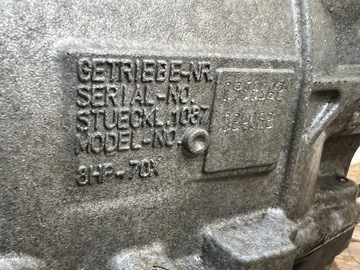 GETRIEBE-NR.
SERIAL-NO.
STUECKL.1087
MODEL-NO.
8HP-70X